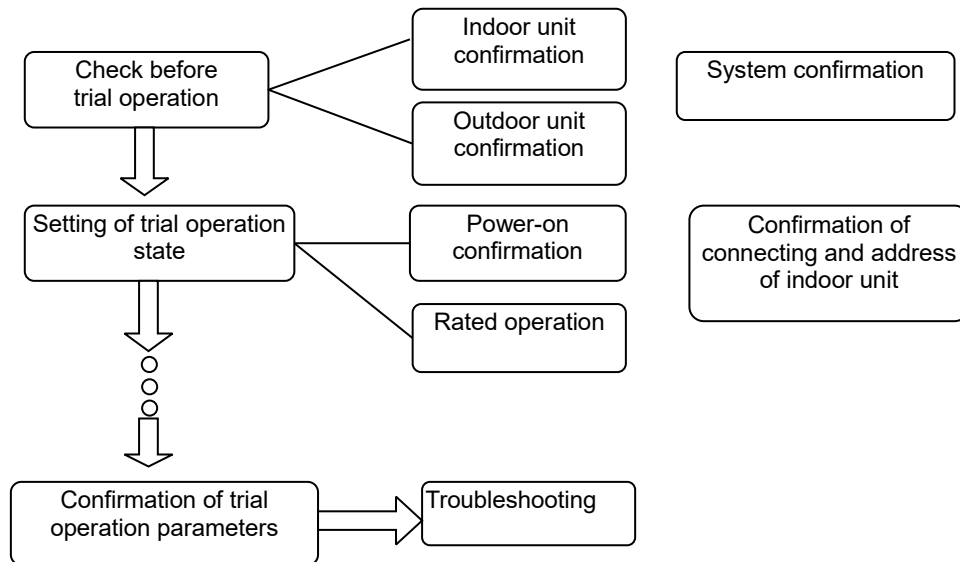 Check before
trial operation
Indoor unit
confirmation
Outdoor unit
confirmation
System confirmation
Setting of trial operation
state
Power-on
confirmation
Rated operation
Confirmation of
connecting and address
of indoor unit
Confirmation of trial
operation parameters
Troubleshooting